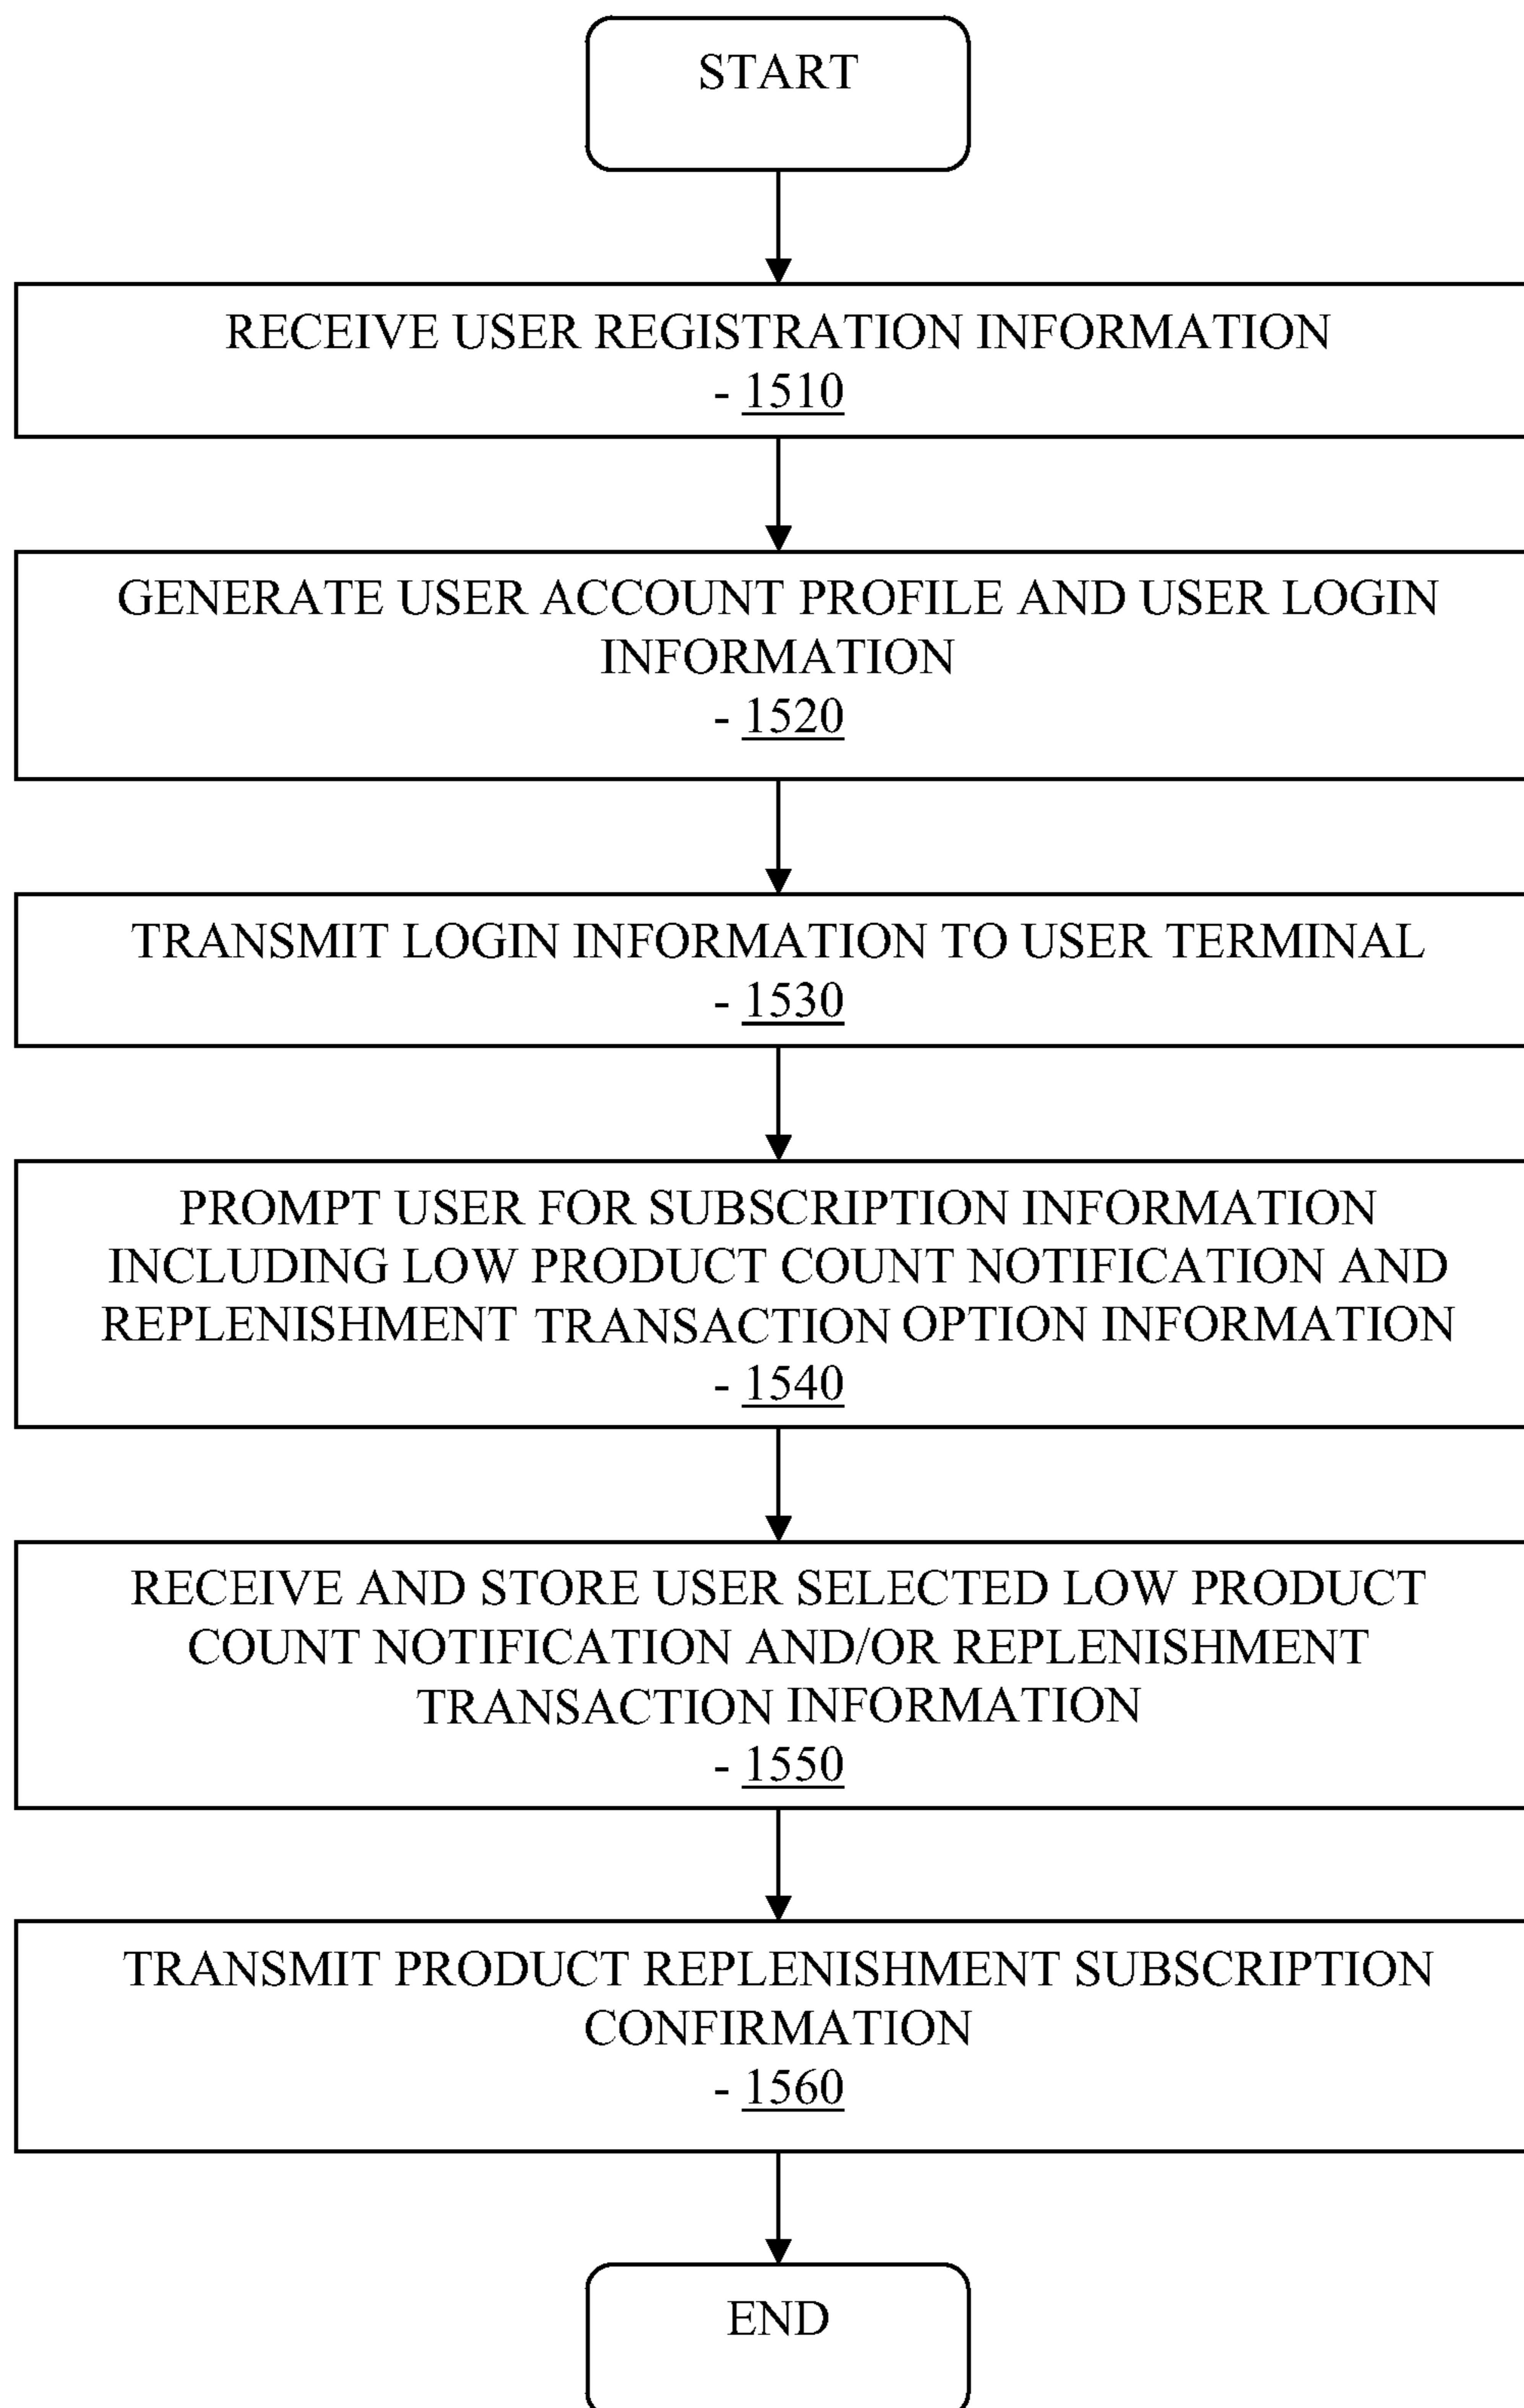 START
RECEIVE USER REGISTRATION INFORMATION
- 1510
GENERATE USER ACCOUNT PROFILE AND USER LOGIN
INFORMATION
- 1520
TRANSMIT LOGIN INFORMATION TO USER TERMINAL
- 1530
PROMPT USER FOR SUBSCRIPTION INFORMATION
INCLUDING LOW PRODUCT COUNT NOTIFICATION AND
REPLENISHMENT TRANSACTION OPTION INFORMATION
- 1540
RECEIVE AND STORE USER SELECTED LOW PRODUCT
COUNT NOTIFICATION AND/OR REPLENISHMENT
TRANSACTION INFORMATION
- 1550
TRANSMIT PRODUCT REPLENISHMENT SUBSCRIPTION
CONFIRMATION
- 1560
END